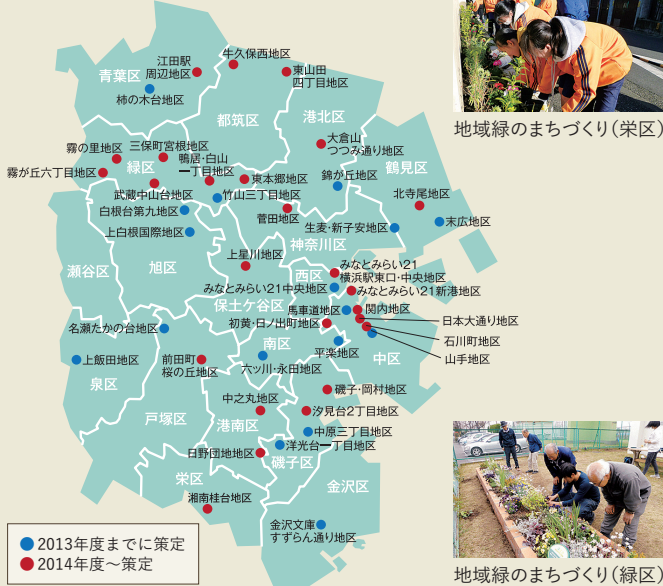 牛久保西地区
江田駅
周辺地区
東山田
四丁目地区
青葉区
柿の木台地区
都筑区
港北区
地域緑のまちづくり(栄区)
大倉山
つつみ通り地区
鶴見区
霧の里地区
三保町宮根地区
鴨居・白山
一丁目地区
緑区
霧が丘六丁目地区
東本郷地区
錦が丘地区
武蔵中山台地区
竹山三丁目地区
北寺尾地区
白根台第九地区
菅田地区
末広地区
上白根国際地区
生麦・新子安地区
神奈川区
上星川地区
瀬谷区
旭区
西区
みなとみらい21
横浜駅東口・中央地区
みなとみらい21中央地区
みなとみらい21新港地区
保土ケ谷区
馬車道地区
関内地区
初黄・日ノ出町地区
日本大通り地区
名瀬たかの台地区
南区
石川町地区
平楽地区
中区
山手地区
上飯田地区
前田町
桜の丘地区
六ッ川・永田地区
泉区
磯子・岡村地区
中之丸地区
汐見台2丁目地区
戸塚区
港南区
中原三丁目地区
洋光台一丁目地区
日野団地地区
磯子区
栄区
金沢区
湘南桂台地区
金沢文庫
すずらん通り地区
2013年度までに策定
2014年度～策定
地域緑のまちづくり(緑区)